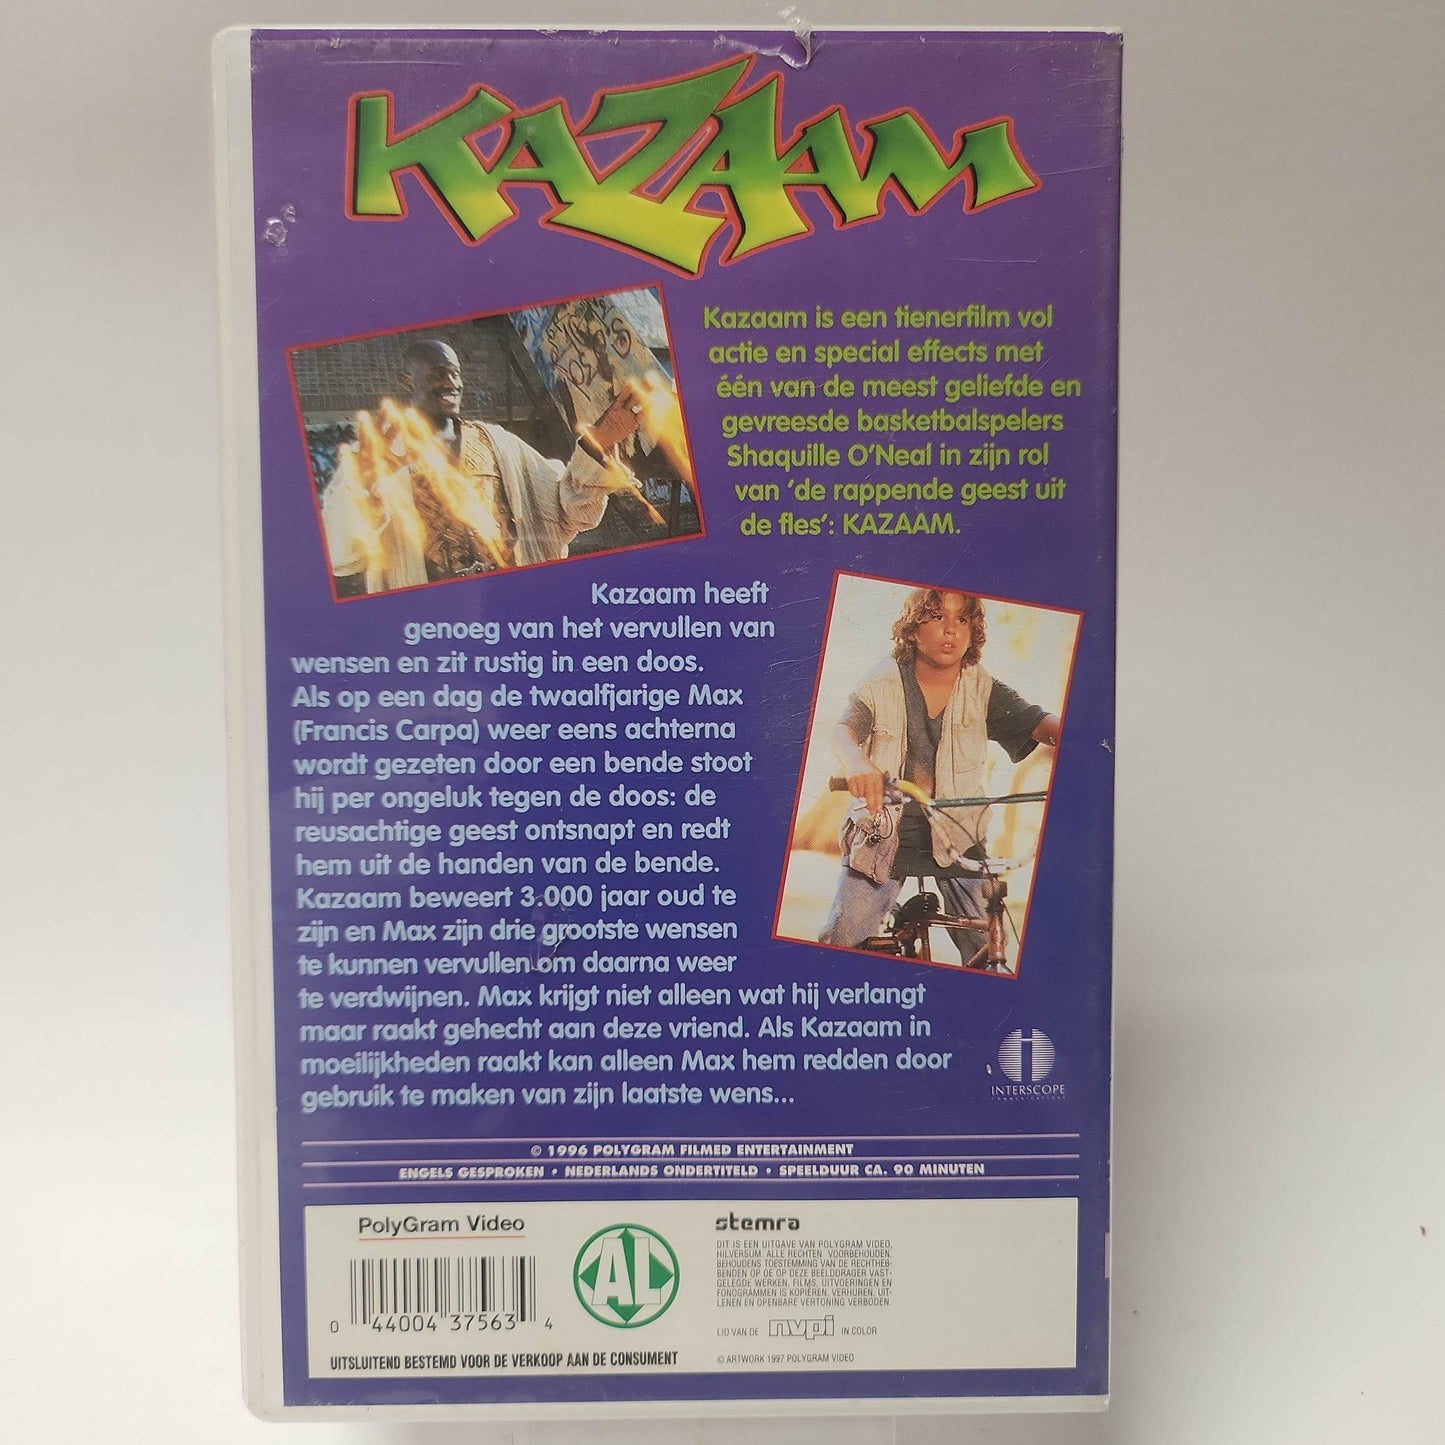 KAZAAM
Kazaam is een tienerfilm vol
actie en special effects met
één van de meest geliefde en
gevreesde basketbalspelers
Shaquille O'Neal in zijn rol
van 'de rappende geest uit
de fles': KAZAAM.
Kazaam heeft
genoeg van het vervullen van
wensen en zit rustig in een doos.
Als op een dag de twaalfjarige Max
(Francis Carpa) weer eens achterna
wordt gezeten door een bende stoot
hij per ongeluk tegen de doos: de
reusachtige geest ontsnapt en redt
hem uit de handen van de bende.
Kazaam beweert 3.000 jaar oud te
zijn en Max zijn drie grootste wensen
te kunnen vervullen om daarna weer
te verdwijnen. Max krijgt niet alleen wat hij verlangt
maar raakt gehecht aan deze vriend. Als Kazaam in
moeilijkheden raakt kan alleen Max hem redden door
gebruik te maken van zijn laatste wens...
INTERSCOPE
COMMUNICATIONS
© 1996 POLYGRAM FILMED ENTERTAINMENT
ENGELS GESPROKEN • NEDERLANDS ONDERTITELD • SPEELDUUR CA. 90 MINUTEN
PolyGram Video
0 44004 37563 4
UITSLUITEND BESTEMD VOOR DE VERKOOP AAN DE CONSUMENT
AL
stemra
DIT IS EEN UITGAVE VAN POLYGRAM VIDEO,
HILVERSUM. ALLE RECHTEN VOORBEHOUDEN.
BEHOUDENS TOESTEMMING VAN DE RECHTHEB-
BENDEN OP DE OP DEZE BEELDDRAGER VAST-
GELEGDE WERKEN, FILMS, UITVOERINGEN EN
FONOGRAMMEN IS KOPIËREN, VERHUREN, UIT-
LENEN EN OPENBARE VERTONING VERBODEN
LID VAN DE nvpi IN COLOR
© ARTWORK 1997 POLYGRAM VIDEO